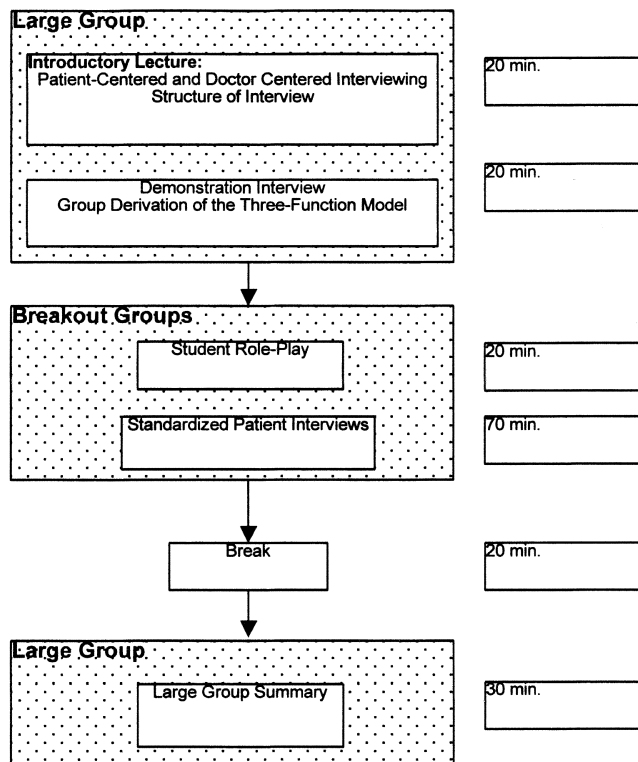 Large Group
Introductory Lecture:
Patient-Centered and Doctor Centered Interviewing
Structure of Interview
20 min.
Demonstration Interview
Group Derivation of the Three-Function Model
20 min.
Breakout Groups
Student Role-Play
20 min.
Standardized Patient Interviews
70 min.
Break
20 min.
Large Group
Large Group Summary
30 min.